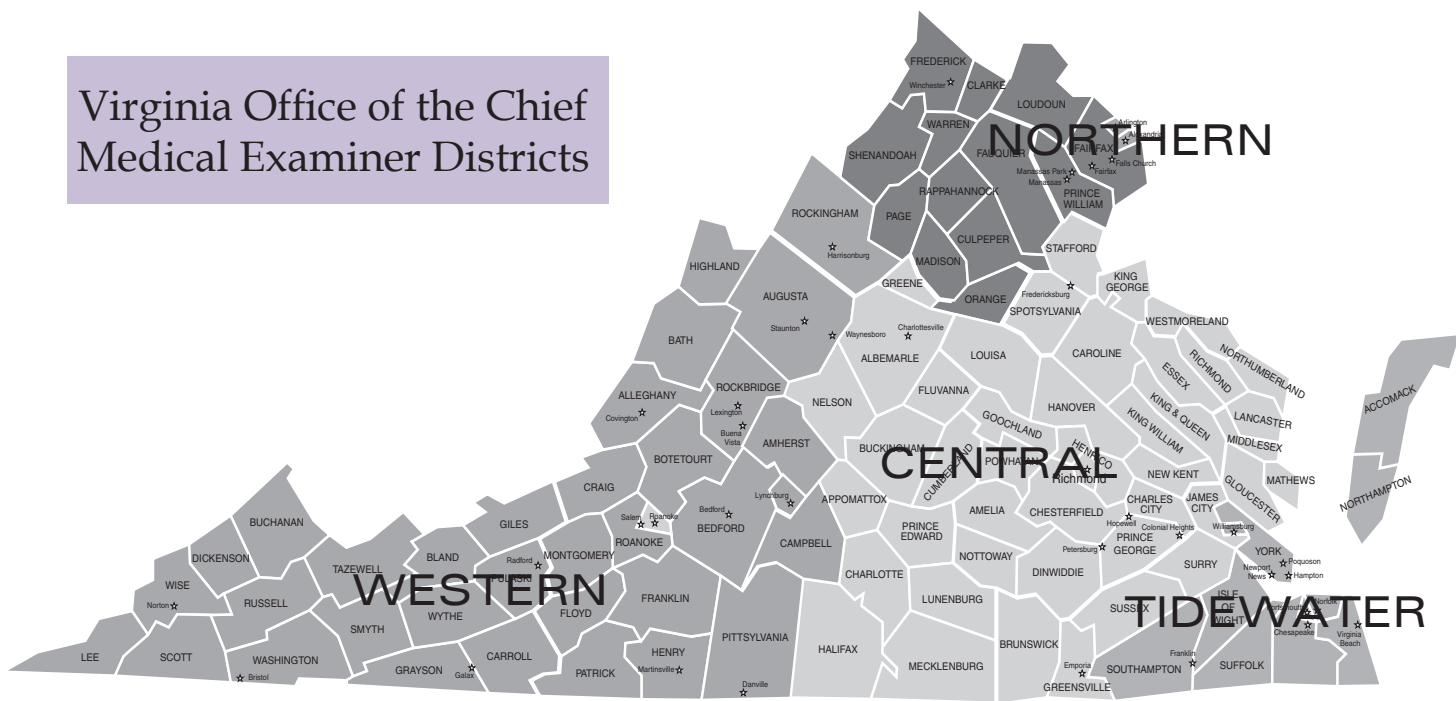 Virginia Office of the Chief
Medical Examiner Districts
FREDERICK
Winchester
CLARKE
LOUDOUN
WARREN
Arlington
Alexandria
NORTHERN
SHENANDOAH
FAUQUIER
FAIRFAX
Falls Church
Manassas Park
Fairfax
Manassas
RAPPAHANNOCK
PRINCE
WILLIAM
ROCKINGHAM
PAGE
Harrisonburg
CULPEPER
STAFFORD
MADISON
HIGHLAND
GREENE
KING
GEORGE
AUGUSTA
ORANGE
Fredericksburg
SPOTSYLVANIA
Staunton
Waynesboro
Charlottesville
WESTMORELAND
BATH
ALBEMARLE
LOUISA
CAROLINE
NORTHUMBERLAND
RICHMOND
ESSEX
ALLEGHANY
ROCKBRIDGE
FLUVANNA
Covington
Lexington
NELSON
HANOVER
ACCOMACK
Buena
Vista
GOOCHLAND
KING & QUEEN
KING WILLIAM
LANCASTER
AMHERST
BUCKINGHAM
MIDDLESEX
CENTRAL
CUMBERLAND
POWHATAN
HENRICO
Richmond
BOTETOURT
NEW KENT
MATHEWS
CRAIG
Lynchburg
APPOMATTOX
CHARLES
CITY
JAMES
CITY
GLOUCESTER
NORTHAMPTON
Bedford
BEDFORD
AMELIA
CHESTERFIELD
BUCHANAN
GILES
Salem
Roanoke
ROANOKE
PRINCE
EDWARD
Hopewell
Colonial Heights
Williamsburg
PRINCE
GEORGE
CAMPBELL
Petersburg
DICKENSON
BLAND
MONTGOMERY
NOTTOWAY
YORK
Radford
TAZEWELL
PULASKI
CHARLOTTE
DINWIDDIE
SURRY
Poquoson
Newport
News
Hampton
WISE
WESTERN
Norton
RUSSELL
FRANKLIN
LUNENBURG
SUSSEX
ISLE
OF
WIGHT
TIDEWATER
Portsmouth
Norfolk
WYTHE
FLOYD
SMYTH
PITTSYLVANIA
Chesapeake
Virginia
Beach
LEE
SCOTT
WASHINGTON
Bristol
GRAYSON
Galax
CARROLL
PATRICK
HENRY
Martinsville
Danville
HALIFAX
MECKLENBURG
BRUNSWICK
Emporia
GREENSVILLE
Franklin
SOUTHAMPTON
SUFFOLK